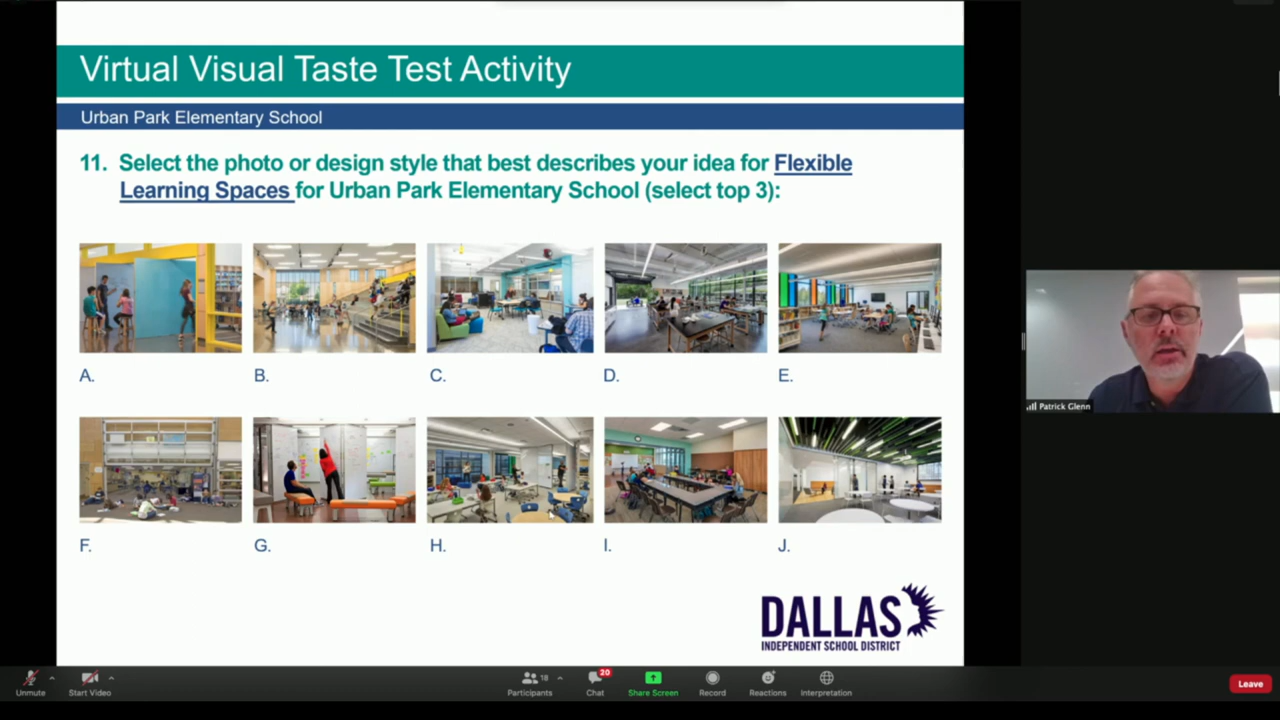 Virtual Visual Taste Test Activity
Urban Park Elementary School
11. Select the photo or design style that best describes your idea for Flexible
Learning Spaces for Urban Park Elementary School (select top 3):
A.
B.
C.
D.
E.
F.
G.
H.
I.
J.
DALLAS
INDEPENDENT SCHOOL DISTRICT
Patrick Glenn
Unmute
Start Video
18
Participants
20
Chat
Share Screen
Record
Reactions
Interpretation
Leave